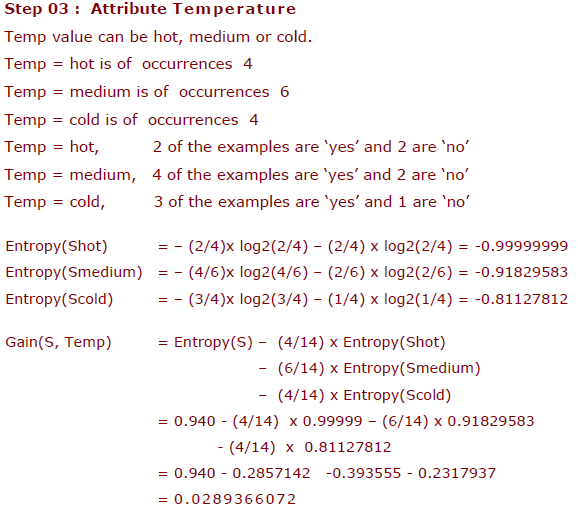 Step 03 : Attribute Temperature
Temp value can be hot, medium or cold.
Temp = hot is of occurrences 4
Temp = medium is of occurrences 6
Temp = cold is of occurrences 4
Temp = hot, 2 of the examples are ‘yes’ and 2 are ‘no’
Temp = medium, 4 of the examples are ‘yes’ and 2 are ‘no’
Temp = cold, 3 of the examples are ‘yes’ and 1 are ‘no’
Entropy(Shot) = – (2/4)x log2(2/4) – (2/4) x log2(2/4) = -0.99999999
Entropy(Smedium) = – (4/6)x log2(4/6) – (2/6) x log2(2/6) = -0.91829583
Entropy(Scold) = – (3/4)x log2(3/4) – (1/4) x log2(1/4) = -0.81127812
Gain(S, Temp) = Entropy(S) – (4/14) x Entropy(Shot)
– (6/14) x Entropy(Smedium)
– (4/14) x Entropy(Scold)
= 0.940 - (4/14) x 0.99999 – (6/14) x 0.91829583
- (4/14) x 0.81127812
= 0.940 - 0.2857142 -0.393555 - 0.2317937
= 0.0289366072